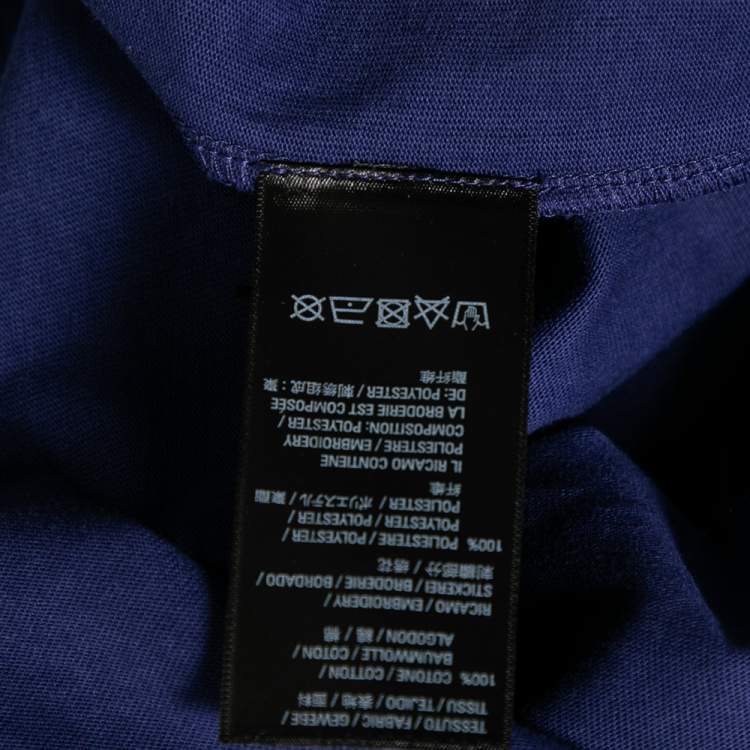 TESSUTO / FABRIC / GEWEBE /
TISSU / TEJIDO / 表地 / 面料
100% COTONE / COTTON /
BAUMWOLLE / COTON /
ALGODON / 綿 / 棉
RICAMO / EMBROIDERY /
STICKEREI / BRODERIE / BORDADO /
刺繍部分 / 绣花
100% POLIESTERE / POLYESTER /
POLYESTER / POLYESTER /
POLIESTER / ポリエステル / 聚酯
纤维
IL RICAMO CONTIENE
POLIESTERE / EMBROIDERY
COMPOSITION: POLYESTER /
LA BRODERIE EST COMPOSÉE
DE: POLYESTER / 刺绣组成：聚
酯纤维